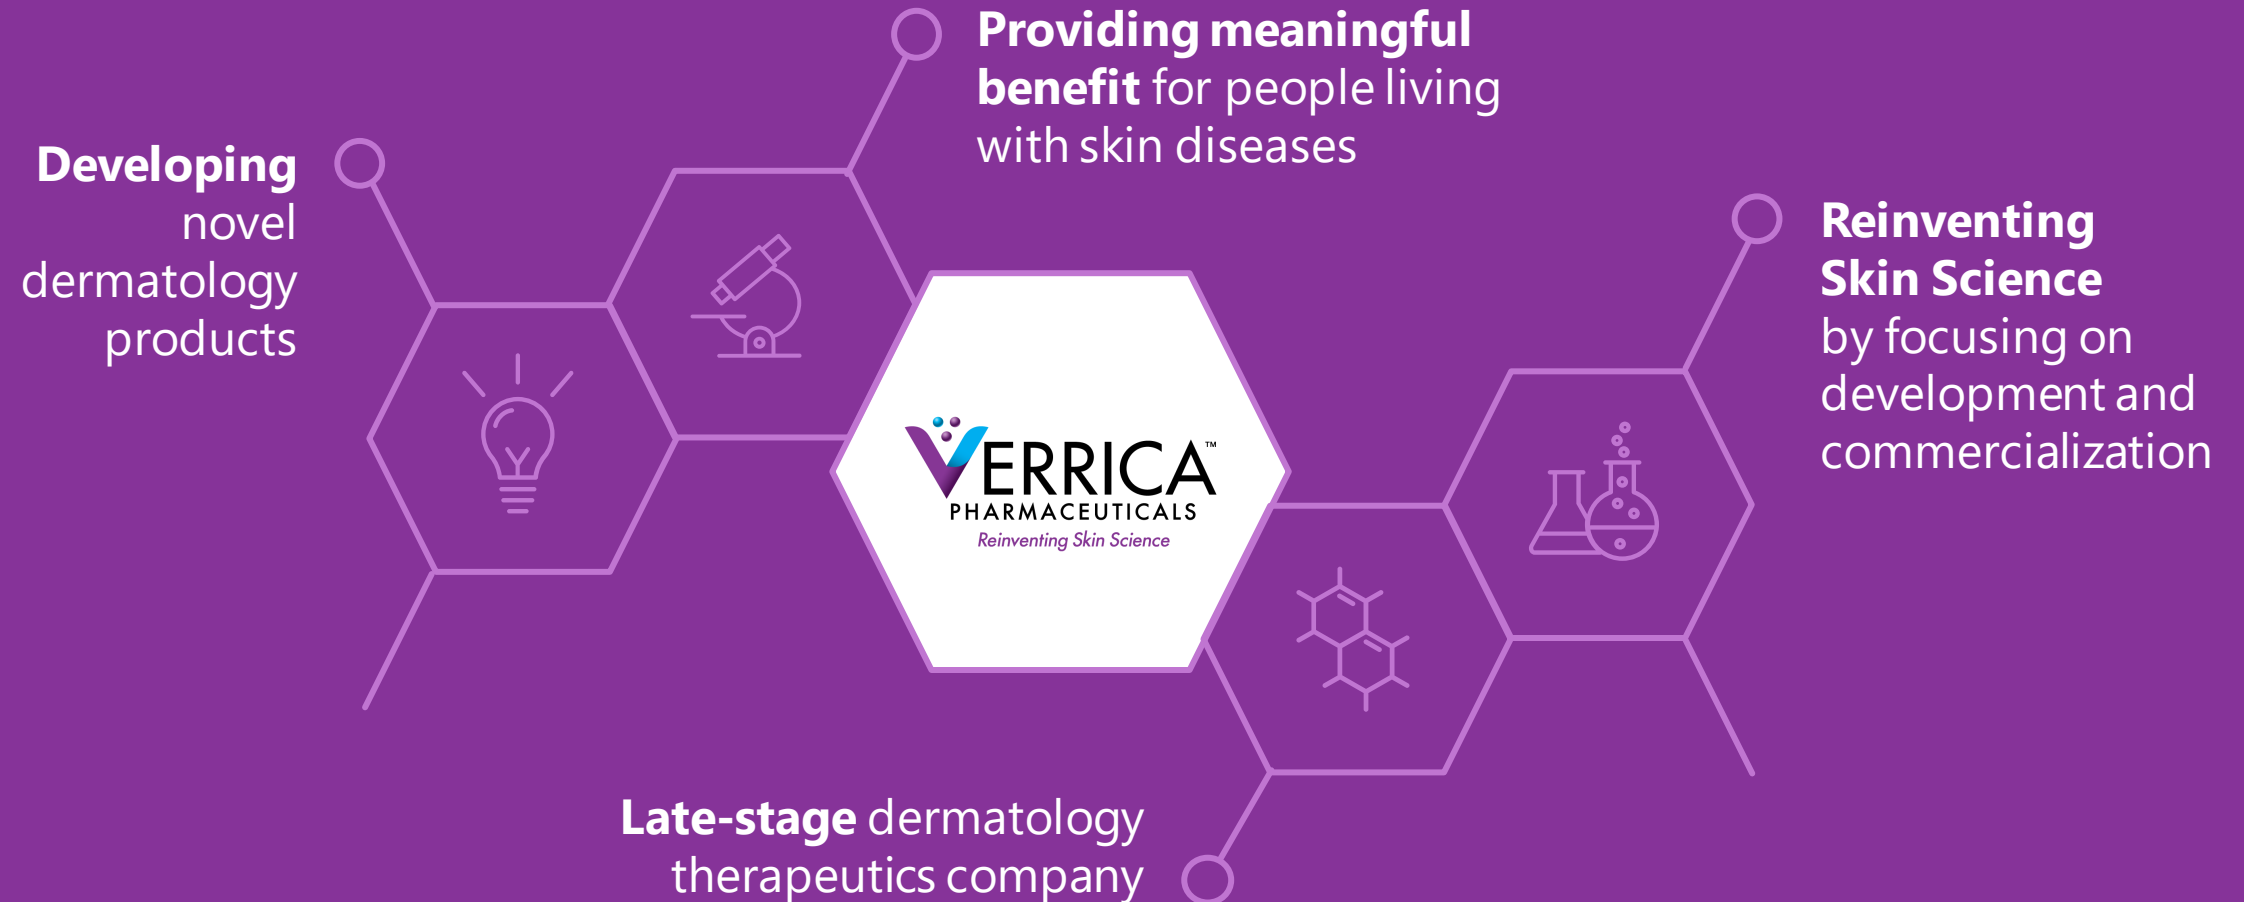 Providing meaningful
benefit for people living
with skin diseases
Developing
novel
dermatology
products
Reinventing
Skin Science
by focusing on
development and
commercialization
VERRICA™
PHARMACEUTICALS
Reinventing Skin Science
Late-stage dermatology
therapeutics company